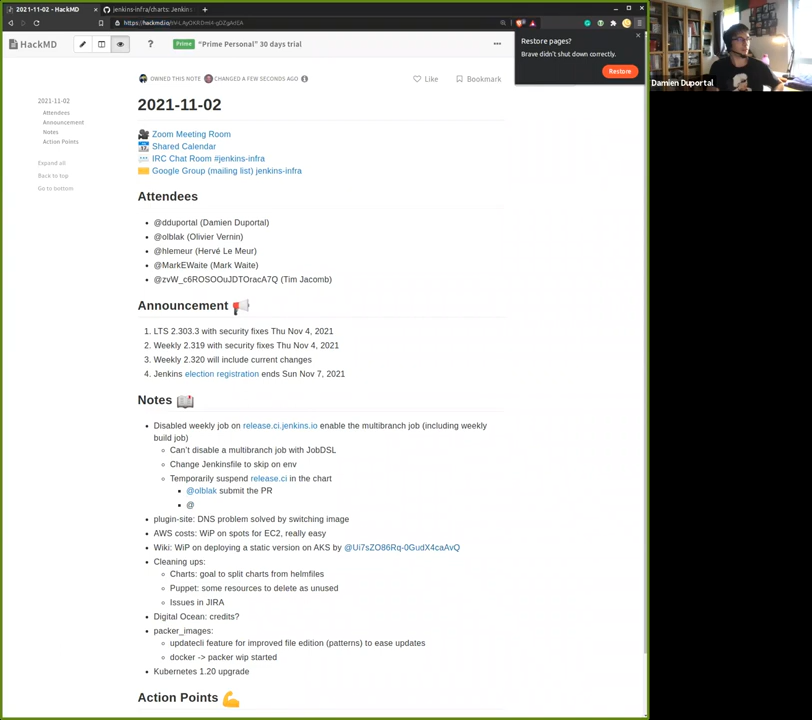 2021-11-02 - HackMD
jenkins-infra/charts: Jenkins
https://hackmd.io
HackMD
Prime "Prime Personal" 30 days trial
Restore pages?
Brave didn't shut down correctly.
Restore
Damien Duportal
OWNED THIS NOTE CHANGED A FEW SECONDS AGO
Like
Bookmark
2021-11-02
Attendees
Announcement
Notes
Action Points
Expand all
Back to top
Go to bottom
2021-11-02
Zoom Meeting Room
Shared Calendar
IRC Chat Room #jenkins-infra
Google Group (mailing list) jenkins-infra
Attendees
@dduportal (Damien Duportal)
@olblak (Olivier Vernin)
@hlemeur (Hervé Le Meur)
@MarkEWaite (Mark Waite)
@zvW_c6ROSOOuJDTOracA7Q (Tim Jacomb)
Announcement
1. LTS 2.303.3 with security fixes Thu Nov 4, 2021
2. Weekly 2.319 with security fixes Thu Nov 4, 2021
3. Weekly 2.320 will include current changes
4. Jenkins election registration ends Sun Nov 7, 2021
Notes
Disabled weekly job on release.ci.jenkins.io enable the multibranch job (including weekly
build job)
Can't disable a multibranch job with JobDSL
Change Jenkinsfile to skip on env
Temporarily suspend release.ci in the chart
@olblak submit the PR
@
plugin-site: DNS problem solved by switching image
AWS costs: WiP on spots for EC2, really easy
Wiki: WiP on deploying a static version on AKS by @Ui7sZO86Rq-0GudX4caAvQ
Cleaning ups:
Charts: goal to split charts from helmfiles
Puppet: some resources to delete as unused
Issues in JIRA
Digital Ocean: credits?
packer_images:
updatecli feature for improved file edition (patterns) to ease updates
docker -> packer wip started
Kubernetes 1.20 upgrade
Action Points